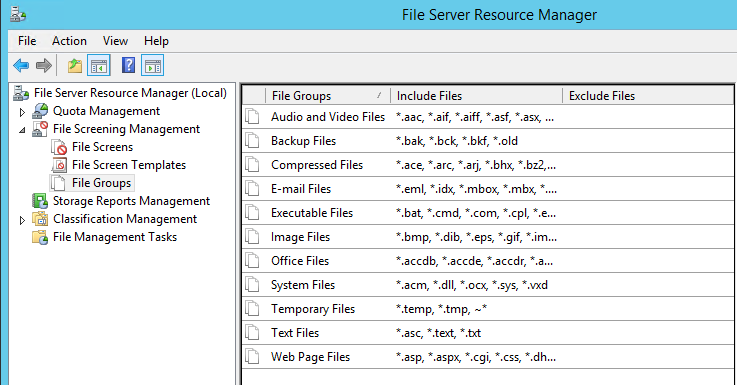 File Server Resource Manager
File Action View Help
File Server Resource Manager (Local)
Quota Management
File Screening Management
File Screens
File Screen Templates
File Groups
Storage Reports Management
Classification Management
File Management Tasks
File Groups Include Files Exclude Files
Audio and Video Files *.aac, *.aif, *.aiff, *.asf, *.asx, ...
Backup Files *.bak, *.bck, *.bkf, *.old
Compressed Files *.ace, *.arc, *.arj, *.bhx, *.bz2,...
E-mail Files *.eml, *.idx, *.mbox, *.mbx, *....
Executable Files *.bat, *.cmd, *.com, *.cpl, *.e...
Image Files *.bmp, *.dib, *.eps, *.gif, *.im...
Office Files *.accdb, *.accde, *.accdr, *.a...
System Files *.acm, *.dll, *.ocx, *.sys, *.vxd
Temporary Files *.temp, *.tmp, ~*
Text Files *.asc, *.text, *.txt
Web Page Files *.asp, *.aspx, *.cgi, *.css, *.dh...